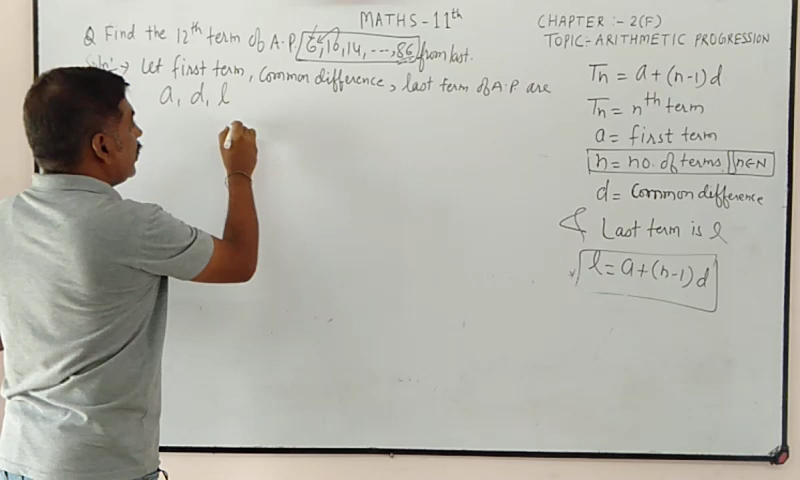 MATHS-11th
CHAPTER :- 2(F)
TOPIC-ARITHMETIC PROGRESSION
Q Find the 12th term of A.P. 6, 10, 14, ---, 86 from last.
Soln:→ Let first term, Common difference, last term of A.P. are
a, d, l
Tn = a+(n-1)d
Tn = nth term
a = first term
n = no. of terms, n∈N
d = Common difference
& Last term is l
l = a+(n-1)d